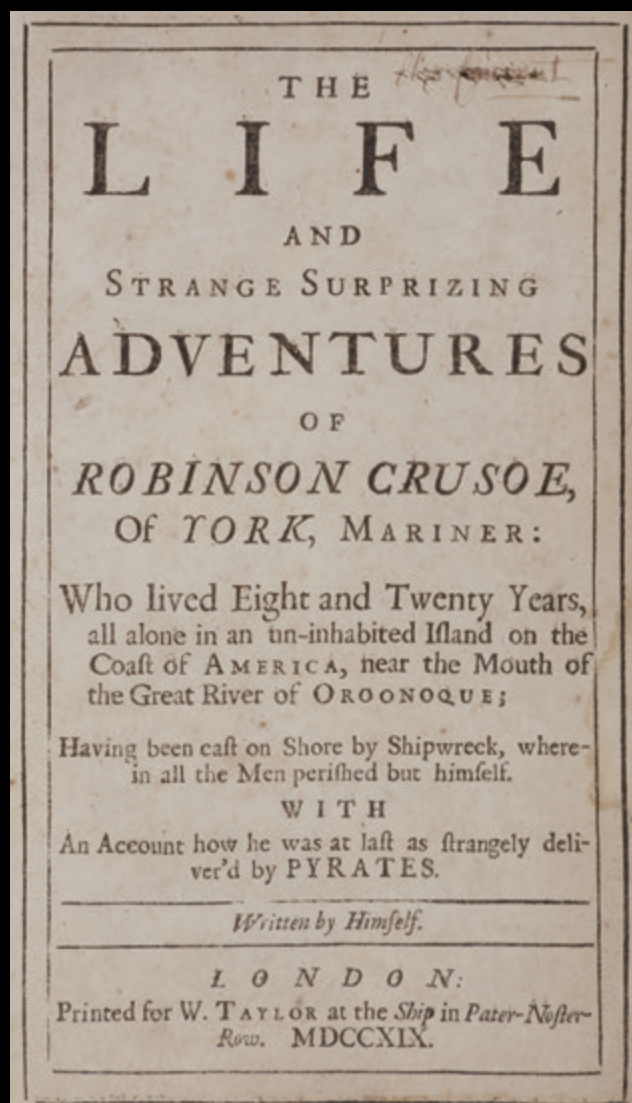 THE
LIFE
AND
STRANGE SURPRIZING
ADVENTURES
OF
ROBINSON CRUSOE,
Of YORK, MARINER:
Who lived Eight and Twenty Years,
all alone in an un-inhabited Iſland on the
Coaſt of AMERICA, near the Mouth of
the Great River of OROONOQUE;
Having been caſt on Shore by Shipwreck, where-
in all the Men periſhed but himſelf.
WITH
An Account how he was at laſt as ſtrangely deli-
ver'd by PYRATES.
Written by Himſelf.
LONDON:
Printed for W. TAYLOR at the Ship in Pater-Noſter-
Row. MDCCXIX.